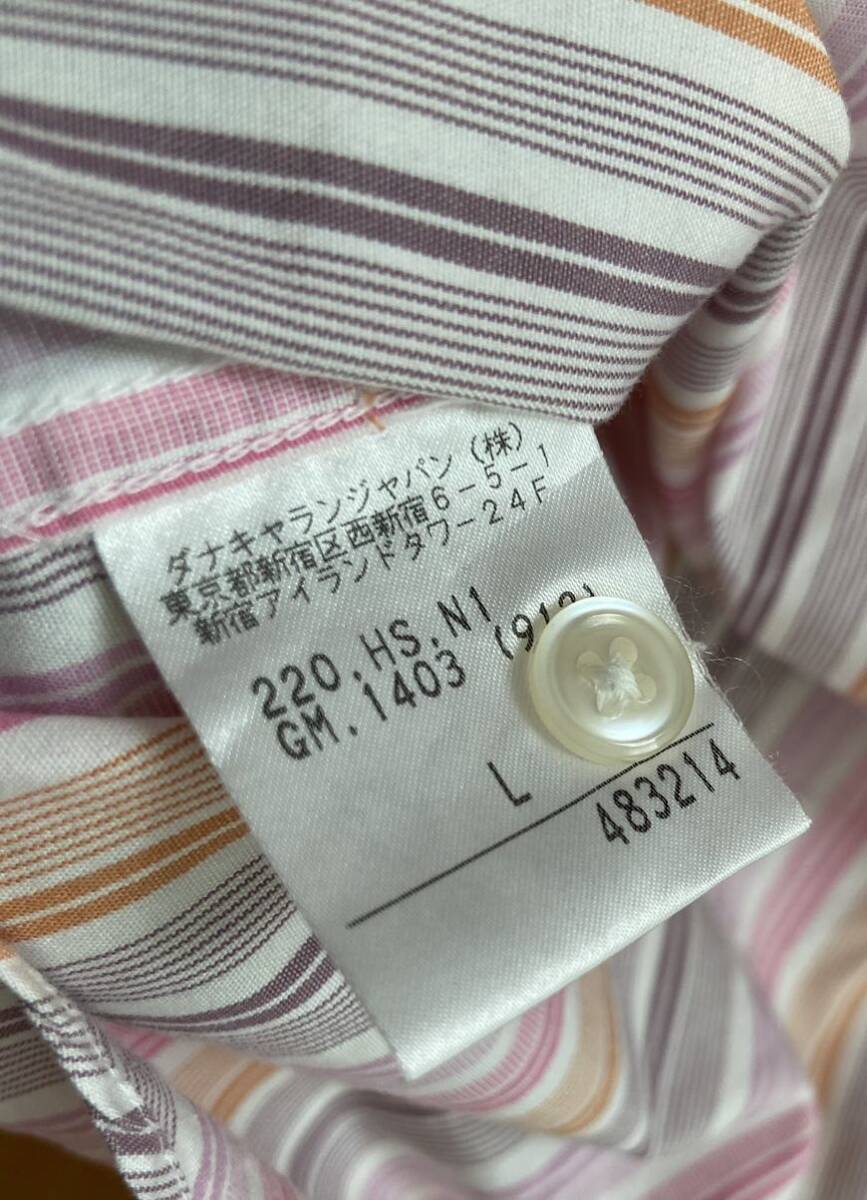 ダナキャランジャパン（株）
東京都新宿区西新宿6-5-1
新宿アイランドタワー24F
220.HS.N1
GM.1403
L
483214